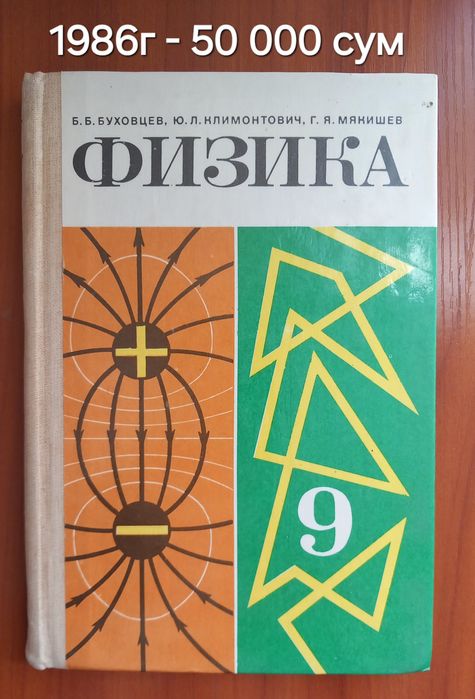 1986г - 50 000 сум
Б. Б. БУХОВЦЕВ, Ю. Л. КЛИМОНТОВИЧ, Г. Я. МЯКИШЕВ
ФИЗИКА
+
−
9